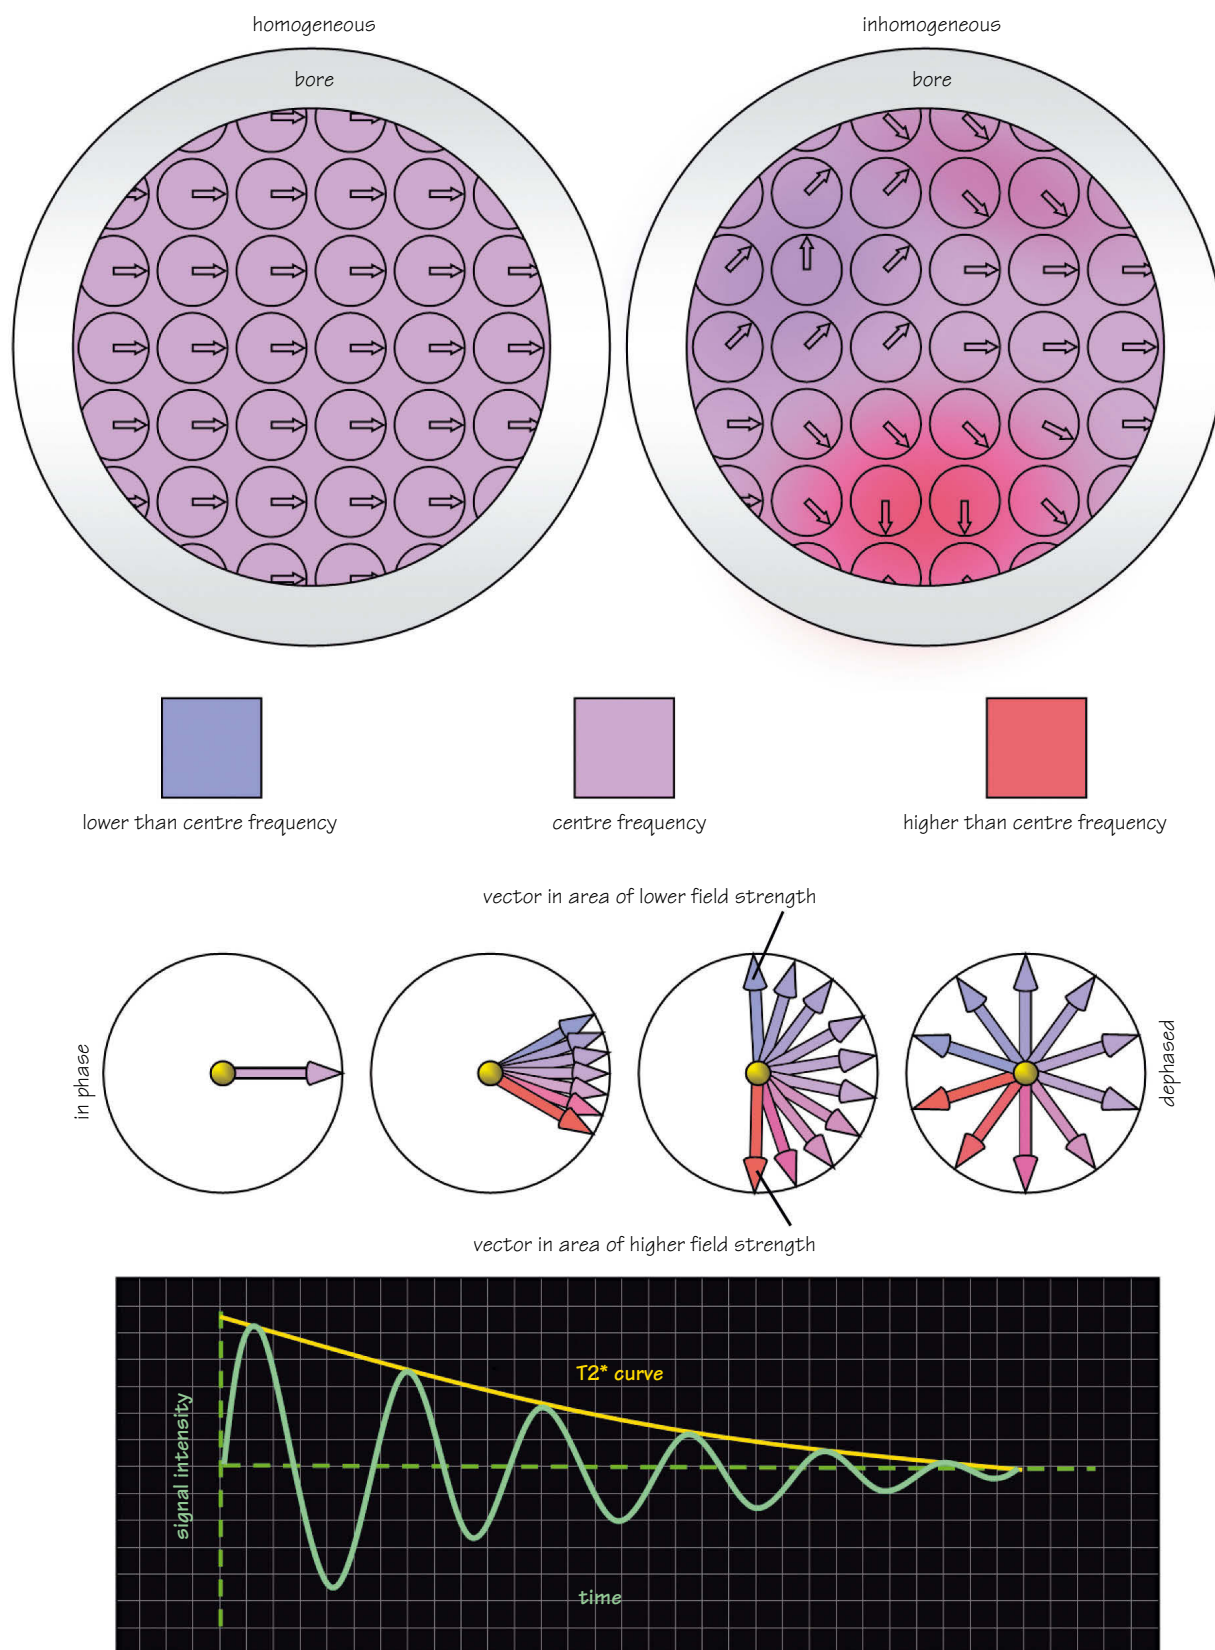 homogeneous
inhomogeneous
bore
bore
lower than centre frequency
centre frequency
higher than centre frequency
vector in area of lower field strength
in phase
dephased
vector in area of higher field strength
T2* curve
signal intensity
time